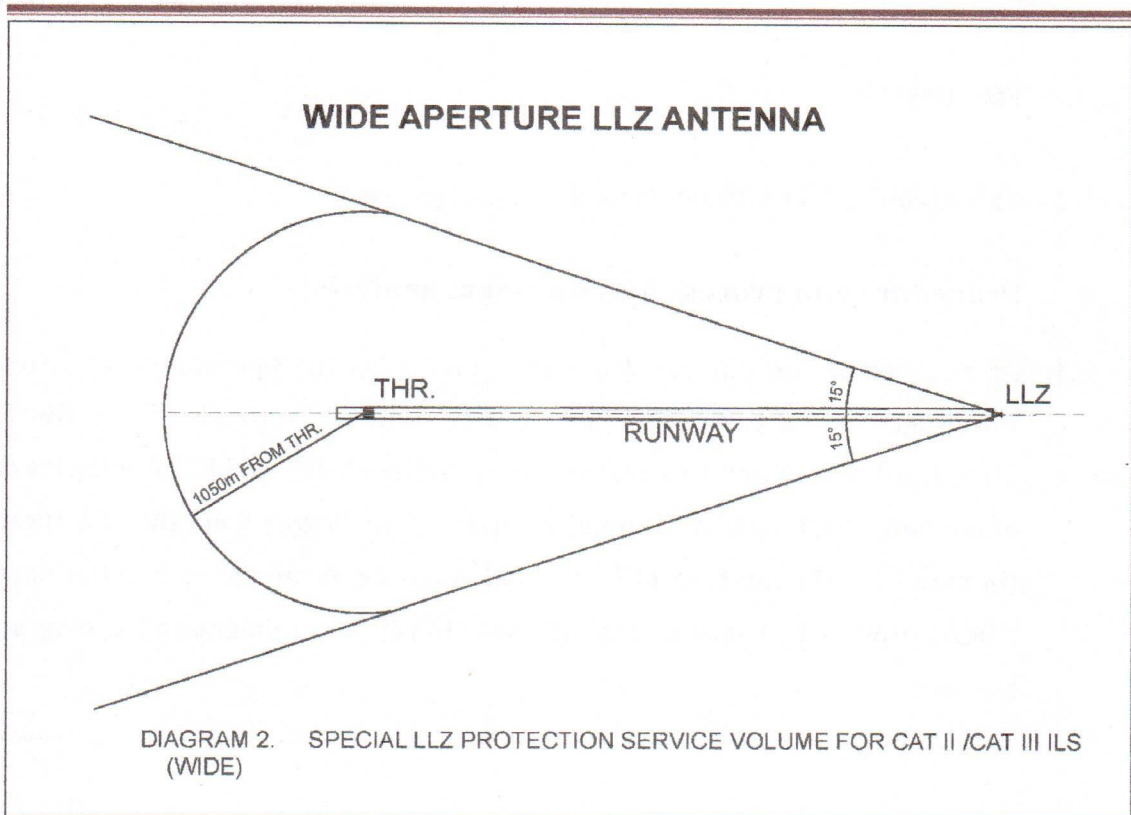 WIDE APERTURE LLZ ANTENNA
THR.
LLZ
15°
15°
RUNWAY
1050m FROM THR.
DIAGRAM 2. SPECIAL LLZ PROTECTION SERVICE VOLUME FOR CAT II /CAT III ILS
(WIDE)